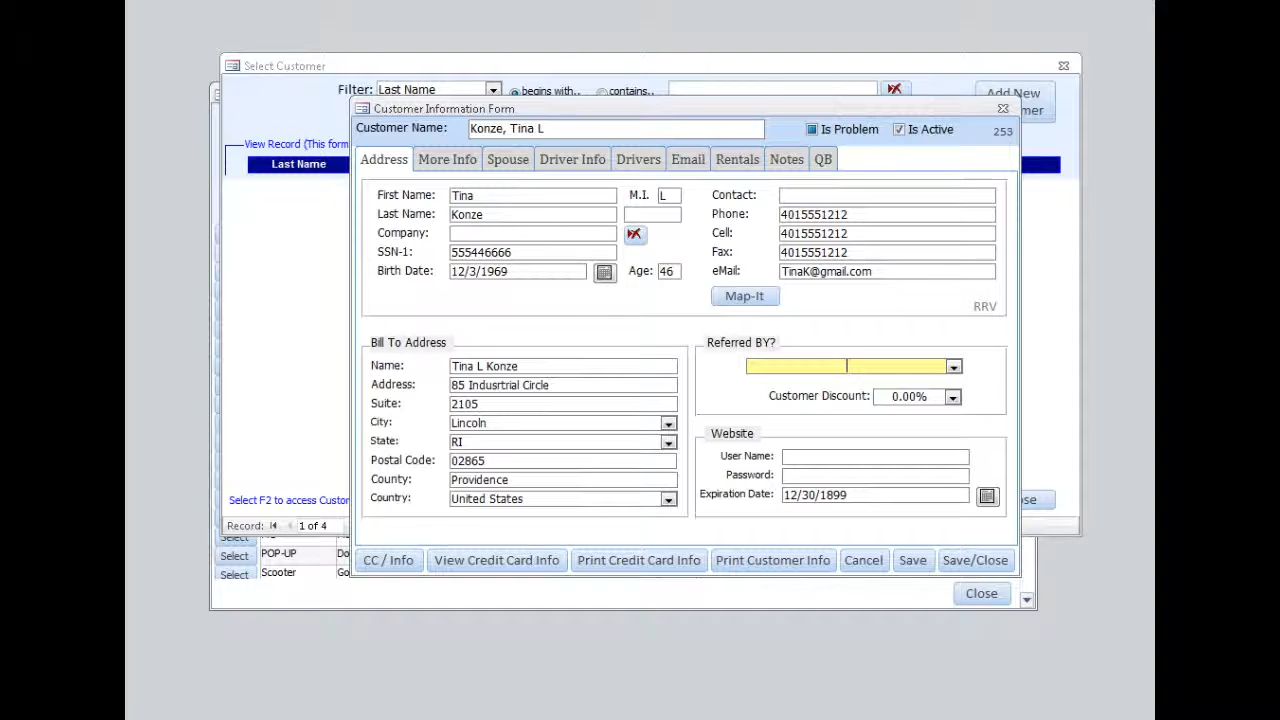 Select Customer
Filter: Last Name begins with.. contains.. Add New
Customer Information Form
Customer Name: Konze, Tina L Is Problem Is Active 253
View Record (This form
Last Name
Address More Info Spouse Driver Info Drivers Email Rentals Notes QB
First Name: Tina M.I. L Contact:
Last Name: Konze Phone: 4015551212
Company: Cell: 4015551212
SSN-1: 555446666 Fax: 4015551212
Birth Date: 12/3/1969 Age: 46 eMail: TinaK@gmail.com
Map-It
RRV
Bill To Address Referred BY?
Name: Tina L Konze
Address: 85 Indusrtrial Circle
Suite: 2105 Customer Discount: 0.00%
City: Lincoln
State: RI Website
Postal Code: 02865 User Name:
County: Providence Password:
Country: United States Expiration Date: 12/30/1899
Select F2 to access Custo
Record: 1 of 4
CC / Info View Credit Card Info Print Credit Card Info Print Customer Info Cancel Save Save/Close
Select
Select POP-UP Do
Select Scooter Go
Close